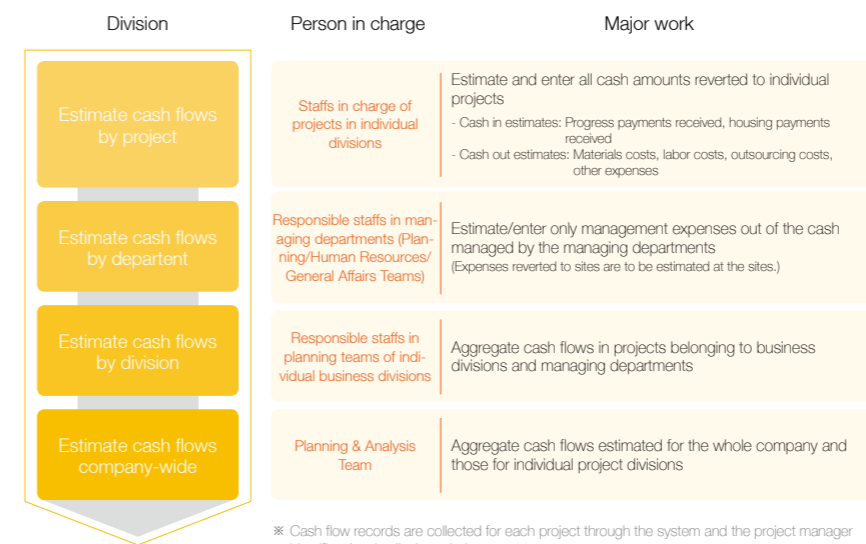 Division
Person in charge
Major work
Estimate cash flows
by project
Staffs in charge of
projects in individual
divisions
Estimate and enter all cash amounts reverted to individual
projects
- Cash in estimates: Progress payments received, housing payments
received
- Cash out estimates: Materials costs, labor costs, outsourcing costs,
other expenses
Estimate cash flows
by departent
Responsible staffs in man-
aging departments (Plan-
ning/Human Resources/
General Affairs Teams)
Estimate/enter only management expenses out of the cash
managed by the managing departments
(Expenses reverted to sites are to be estimated at the sites.)
Estimate cash flows
by division
Responsible staffs in
planning teams of indi-
vidual business divisions
Aggregate cash flows in projects belonging to business
divisions and managing departments
Estimate cash flows
company-wide
Planning & Analysis
Team
Aggregate cash flows estimated for the whole company and
those for individual project divisions
※ Cash flow records are collected for each project through the system and the project manager